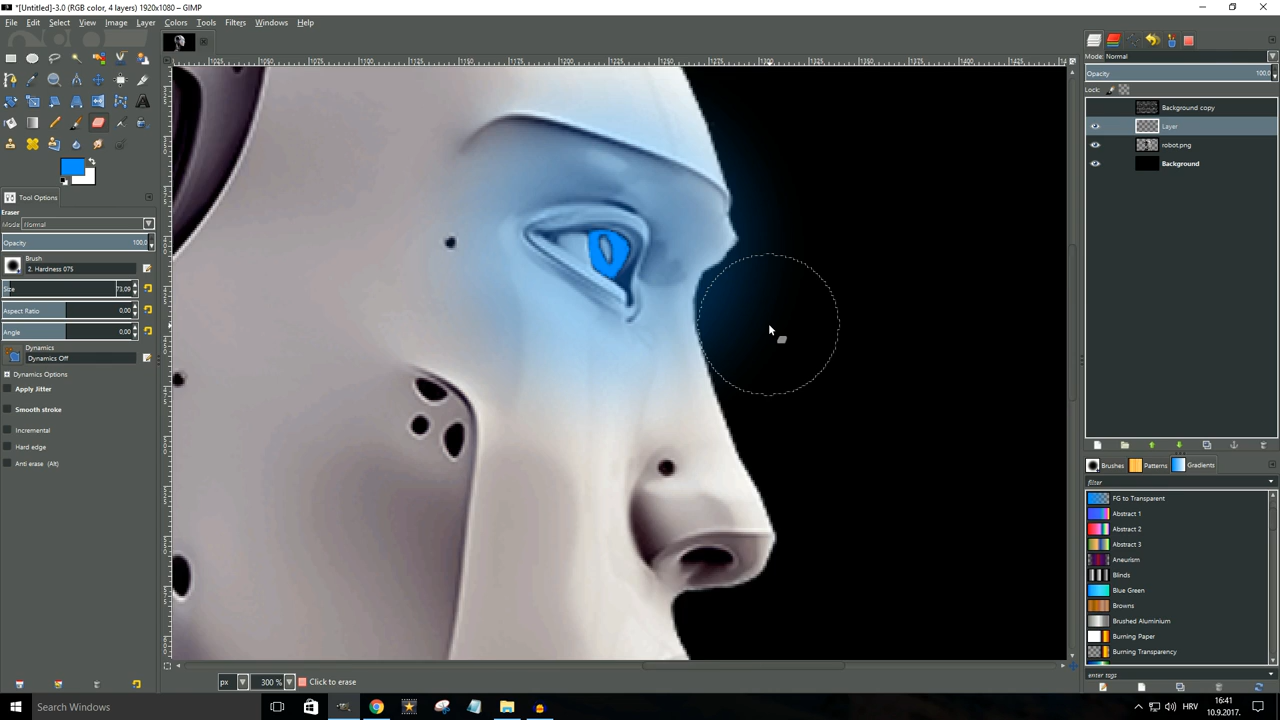 *[Untitled]-3.0 (RGB color, 4 layers) 1920x1080 – GIMP
File Edit Select View Image Layer Colors Tools Filters Windows Help
Tool Options
Eraser
Mode Normal
Opacity 100.0
Brush
2. Hardness 075
Size 73.09
Aspect Ratio 0.00
Angle 0.00
Dynamics
Dynamics Off
Dynamics Options
Apply Jitter
Smooth stroke
Incremental
Hard edge
Anti erase (Alt)
px 300 % Click to erase
Mode: Normal
Opacity 100.0
Lock:
Background copy
Layer
robot.png
Background
Brushes Patterns Gradients
filter
FG to Transparent
Abstract 1
Abstract 2
Abstract 3
Aneurism
Blinds
Blue Green
Browns
Brushed Aluminium
Burning Paper
Burning Transparency
enter tags
Search Windows
HRV
16:41
10.9.2017.